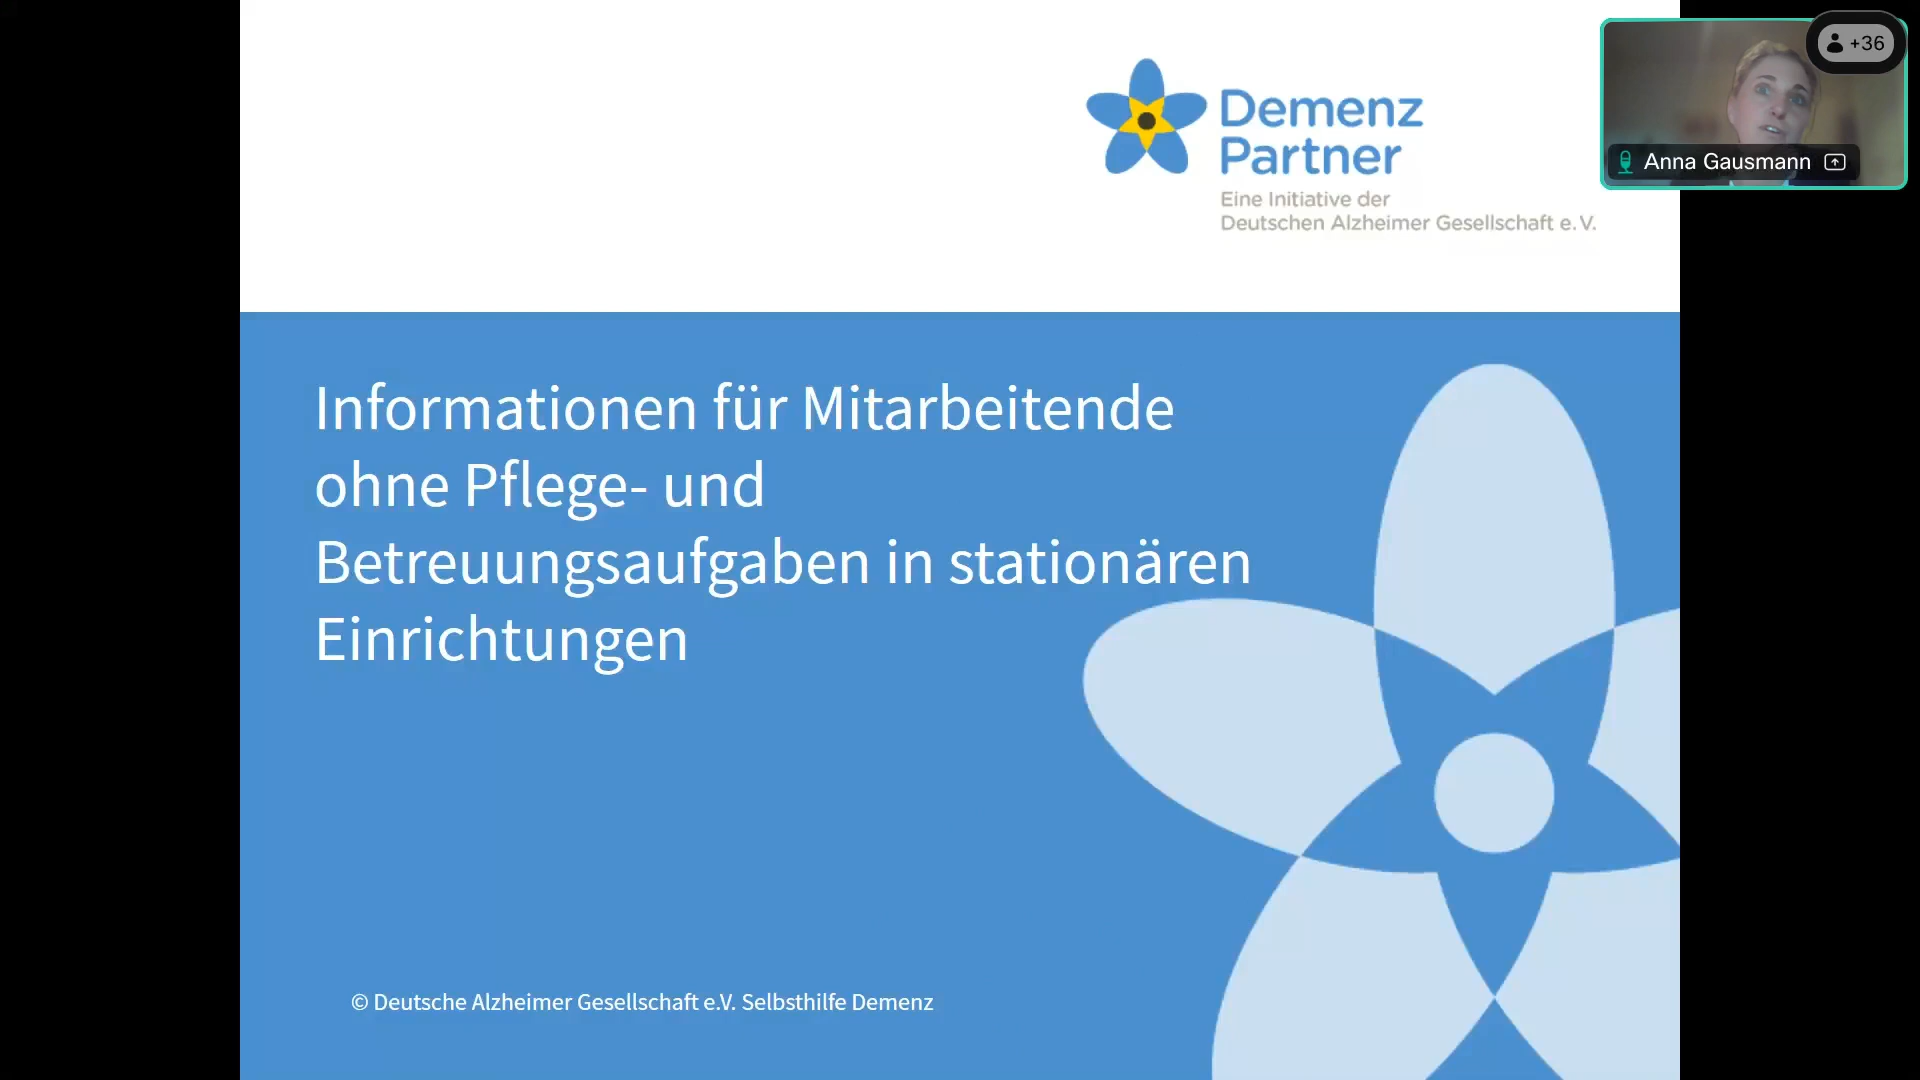 Demenz
Partner
Eine Initiative der
Deutschen Alzheimer Gesellschaft e.V.
+36
Anna Gausmann
Informationen für Mitarbeitende
ohne Pflege- und
Betreuungsaufgaben in stationären
Einrichtungen
© Deutsche Alzheimer Gesellschaft e.V. Selbsthilfe Demenz